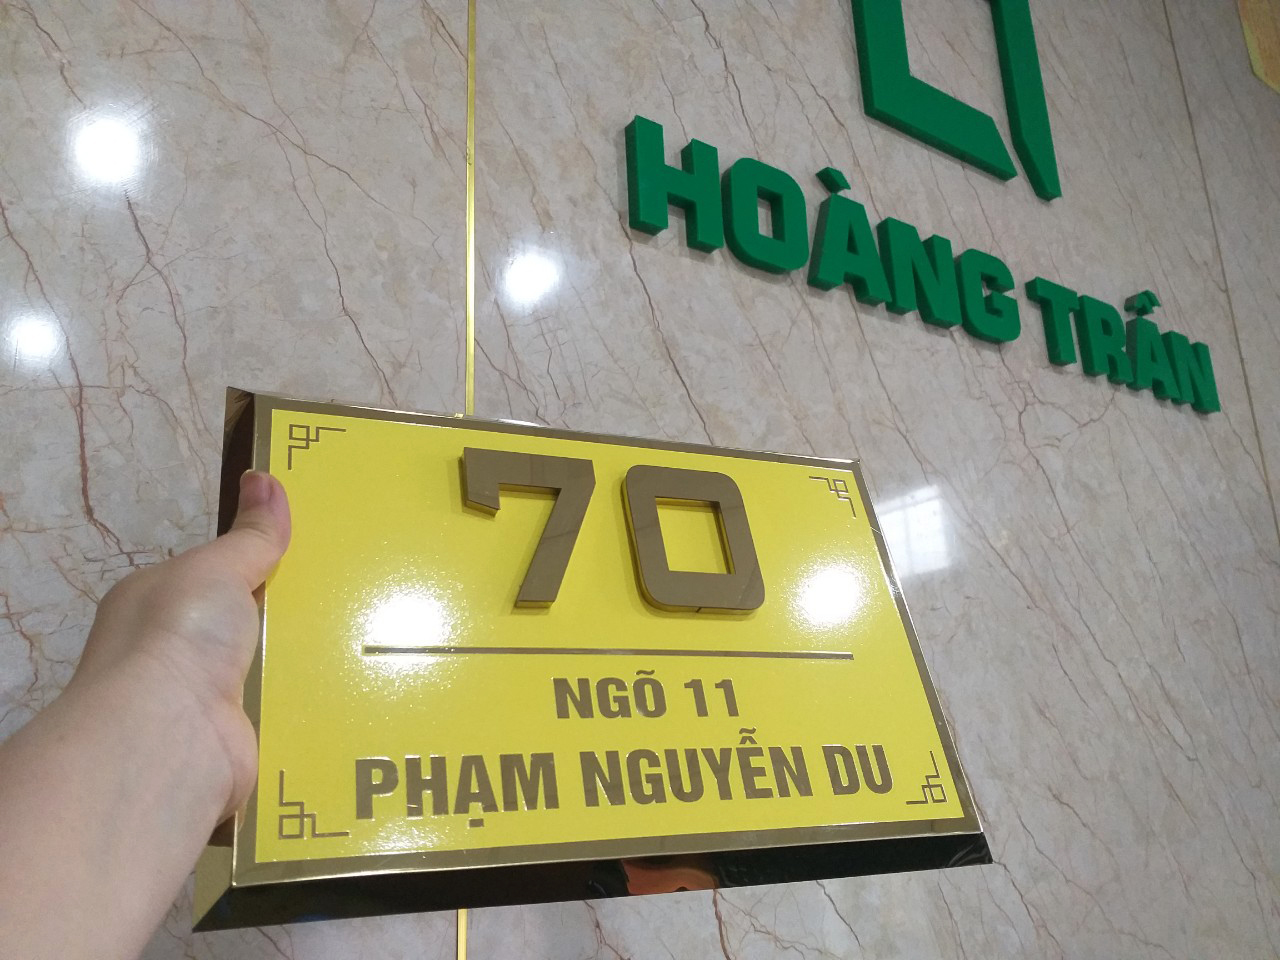 HOÀNG TRẦN
70
NGÕ 11
PHẠM NGUYỄN DU